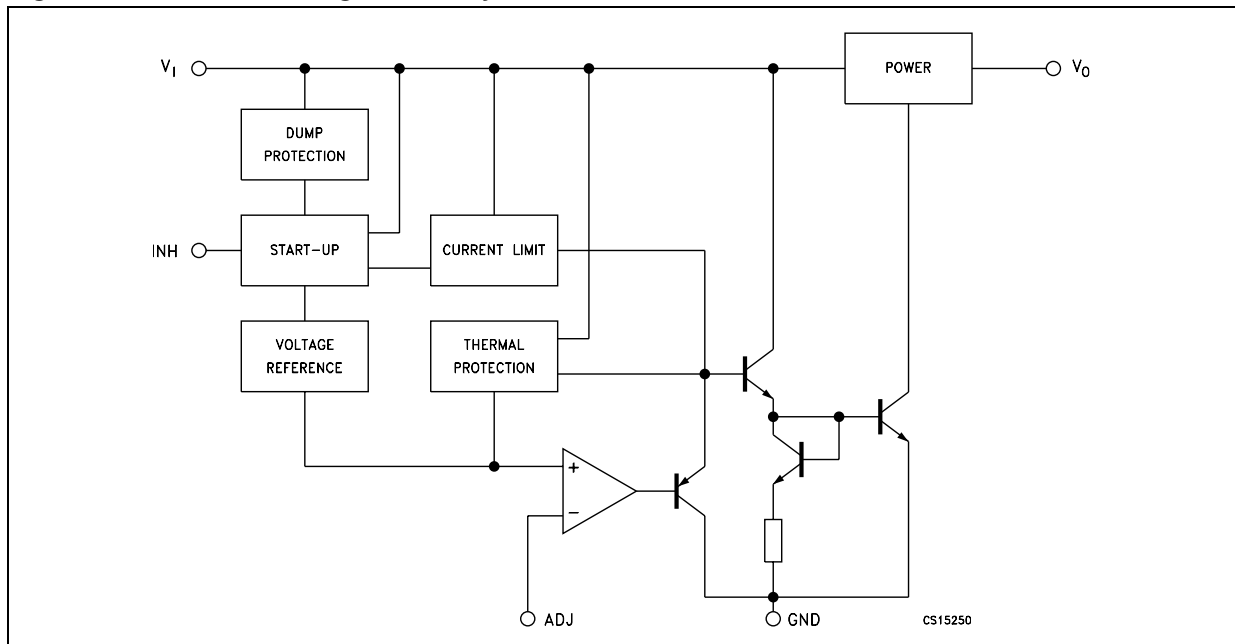 V_I
POWER
V_O
DUMP
PROTECTION
INH
START-UP
CURRENT LIMIT
VOLTAGE
REFERENCE
THERMAL
PROTECTION
+
−
ADJ
GND
CS15250